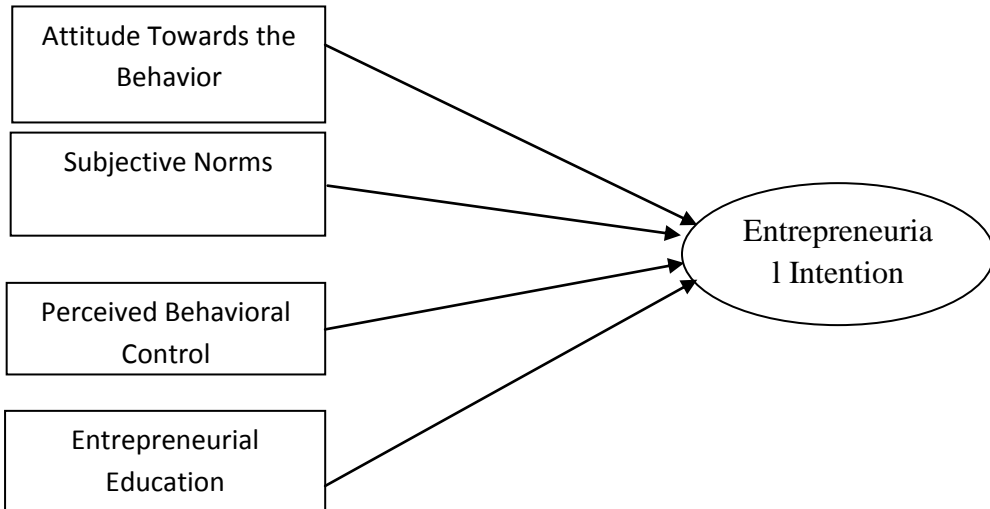 Attitude Towards the
Behavior
Subjective Norms
Perceived Behavioral
Control
Entrepreneurial
Education
Entrepreneuria
l Intention